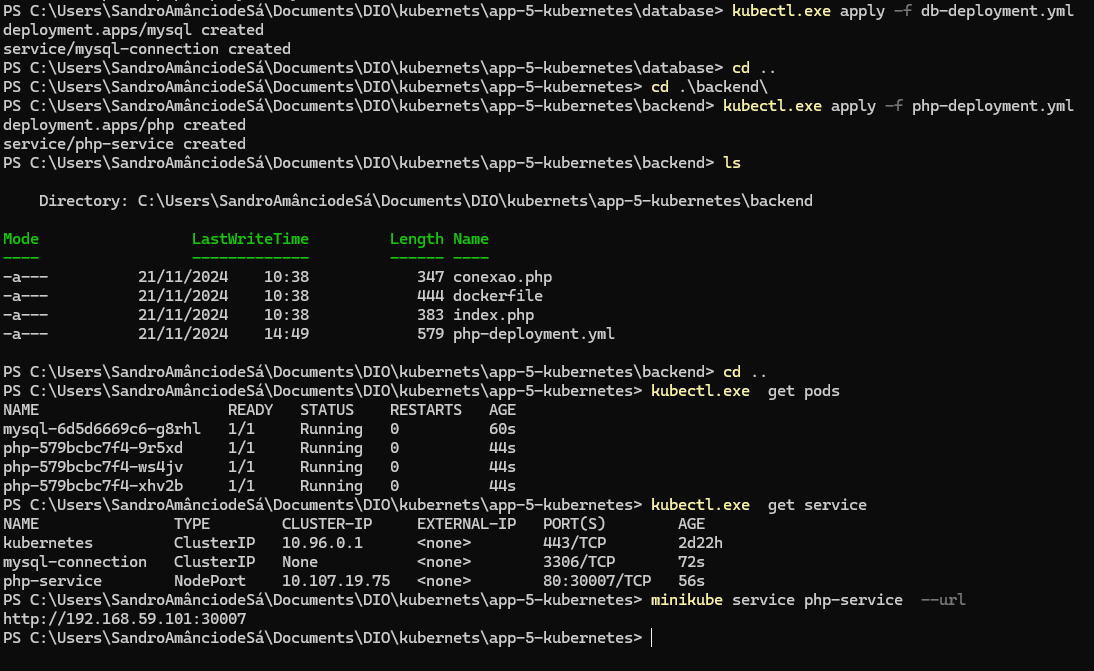 PS C:\Users\SandroAmânciodeSá\Documents\DIO\kubernets\app-5-kubernetes\database> kubectl.exe apply -f db-deployment.yml
deployment.apps/mysql created
service/mysql-connection created
PS C:\Users\SandroAmânciodeSá\Documents\DIO\kubernets\app-5-kubernetes\database> cd ..
PS C:\Users\SandroAmânciodeSá\Documents\DIO\kubernets\app-5-kubernetes> cd .\backend\
PS C:\Users\SandroAmânciodeSá\Documents\DIO\kubernets\app-5-kubernetes\backend> kubectl.exe apply -f php-deployment.yml
deployment.apps/php created
service/php-service created
PS C:\Users\SandroAmânciodeSá\Documents\DIO\kubernets\app-5-kubernetes\backend> ls
Directory: C:\Users\SandroAmânciodeSá\Documents\DIO\kubernets\app-5-kubernetes\backend
Mode                 LastWriteTime         Length Name
----                 -------------         ------ ----
-a---          21/11/2024    10:38            347 conexao.php
-a---          21/11/2024    10:38            444 dockerfile
-a---          21/11/2024    10:38            383 index.php
-a---          21/11/2024    14:49            579 php-deployment.yml
PS C:\Users\SandroAmânciodeSá\Documents\DIO\kubernets\app-5-kubernetes\backend> cd ..
PS C:\Users\SandroAmânciodeSá\Documents\DIO\kubernets\app-5-kubernetes> kubectl.exe  get pods
NAME                     READY   STATUS    RESTARTS   AGE
mysql-6d5d6669c6-g8rhl   1/1     Running   0          60s
php-579bcbc7f4-9r5xd     1/1     Running   0          44s
php-579bcbc7f4-ws4jv     1/1     Running   0          44s
php-579bcbc7f4-xhv2b     1/1     Running   0          44s
PS C:\Users\SandroAmânciodeSá\Documents\DIO\kubernets\app-5-kubernetes> kubectl.exe  get service
NAME               TYPE        CLUSTER-IP     EXTERNAL-IP   PORT(S)        AGE
kubernetes         ClusterIP   10.96.0.1      <none>        443/TCP        2d22h
mysql-connection   ClusterIP   None           <none>        3306/TCP       72s
php-service        NodePort    10.107.19.75   <none>        80:30007/TCP   56s
PS C:\Users\SandroAmânciodeSá\Documents\DIO\kubernets\app-5-kubernetes> minikube service php-service  --url
http://192.168.59.101:30007
PS C:\Users\SandroAmânciodeSá\Documents\DIO\kubernets\app-5-kubernetes>